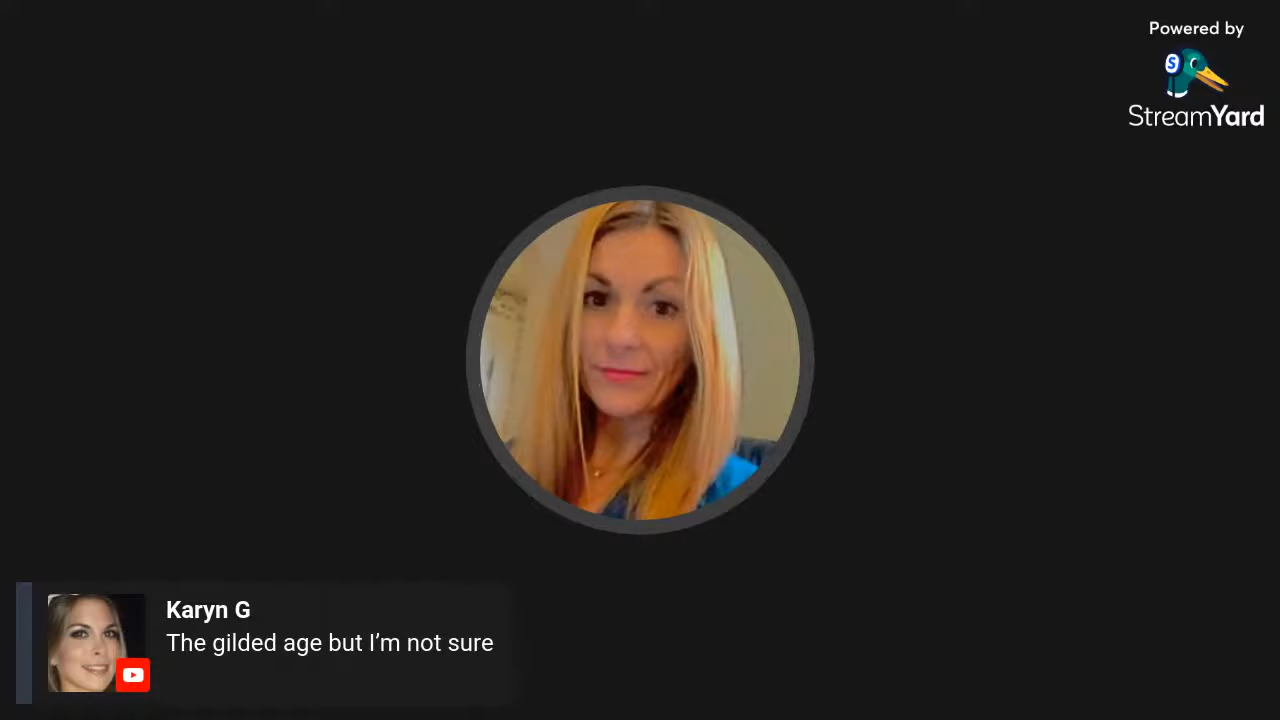 Powered by
S
StreamYard
Karyn G
The gilded age but I’m not sure